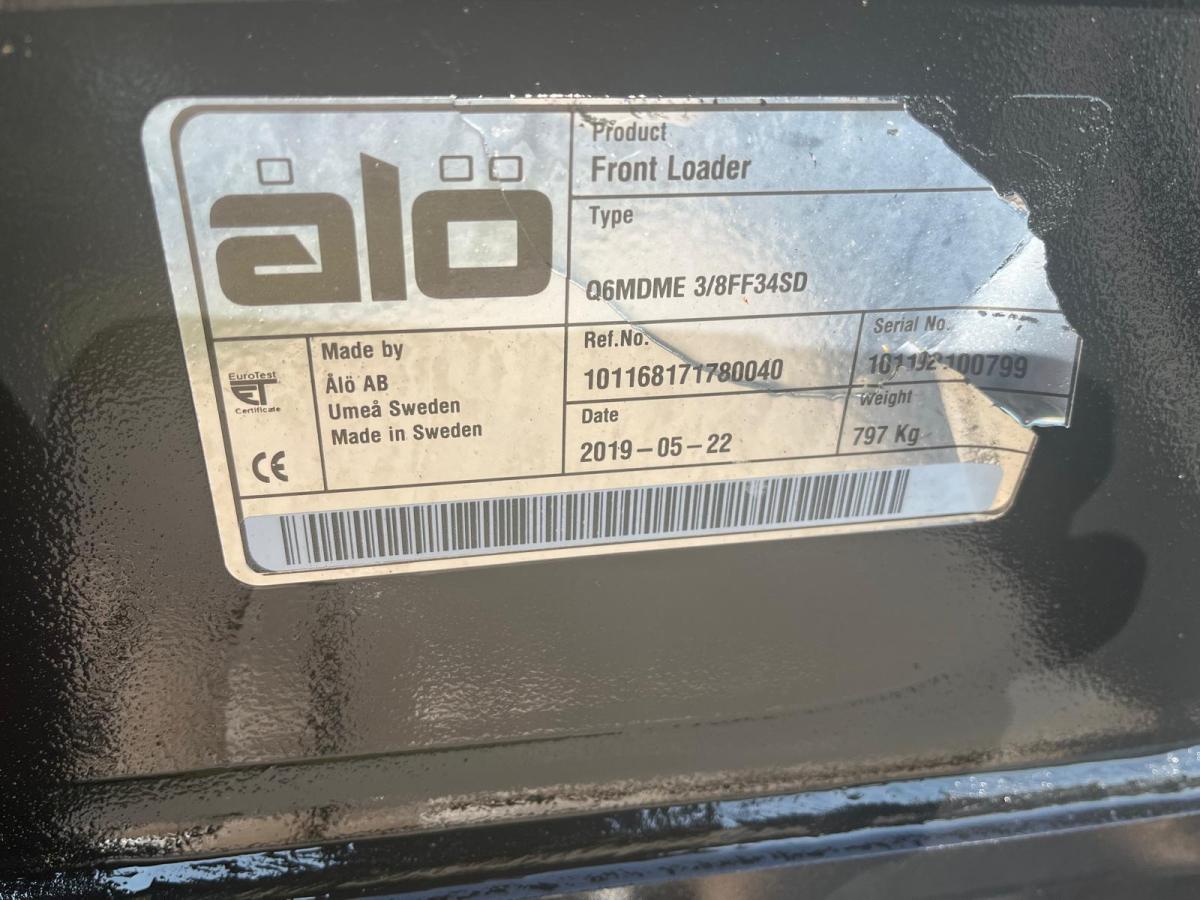 älö
Product
Front Loader
Type
Q6MDME 3/8FF34SD
EuroTest
ET
Certificate
CE
Made by
Ålö AB
Umeå Sweden
Made in Sweden
Ref.No.
101168171780040
Serial No.
Date
2019-05-22
Weight
797 Kg